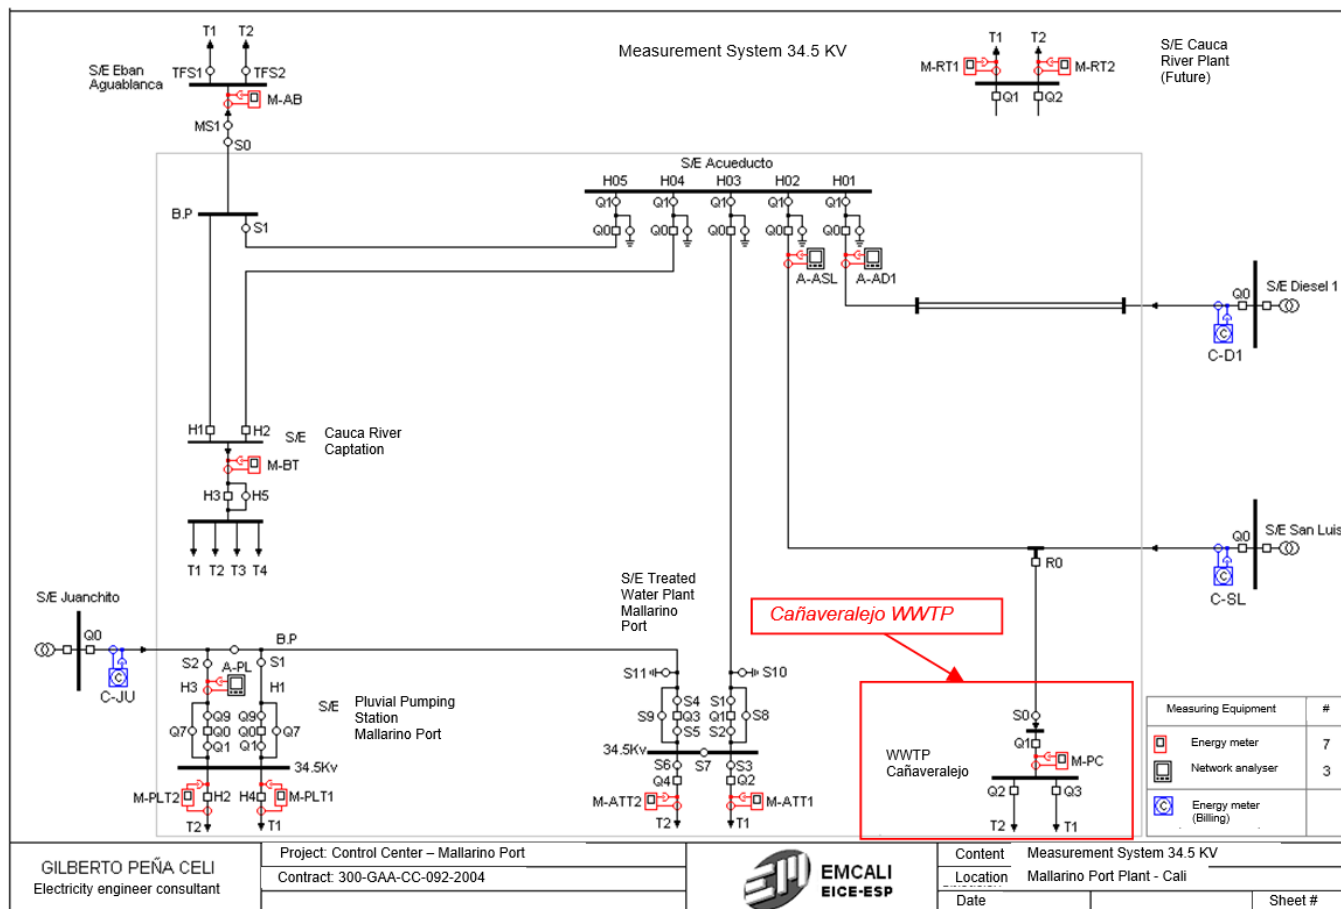 Measurement System 34.5 KV
T1 T2
S/E Eban
Aguablanca
TFS1 TFS2
M-AB
MS1
S0
T1 T2
M-RT1 M-RT2
Q1 Q2
S/E Cauca
River Plant
(Future)
S/E Acueducto
H05 H04 H03 H02 H01
Q1 Q1 Q1 Q1 Q1
Q0 Q0 Q0 Q0 Q0
A-ASL A-AD1
B.P
S1
S/E Diesel 1
Q0
C-D1
H1 H2 S/E
Cauca River
Captation
M-BT
H3 H5
T1 T2 T3 T4
S/E San Luis
Q0
C-SL
R0
S/E Juanchito
Q0
C-JU
B.P
S2 A-PL S1
H3 H1
Q9 Q9
Q7 Q0 Q0 Q7
Q1 Q1
S/E
Pluvial Pumping
Station
Mallarino Port
34.5Kv
M-PLT2 H2 H4 M-PLT1
T2 T1
S/E Treated
Water Plant
Mallarino
Port
S11 S10
S4 S1
S9 Q3 Q1 S8
S5 S2
34.5Kv
S7
S6 S3
Q4 Q2
M-ATT2 M-ATT1
T2 T1
Cañaveralejo WWTP
S0
Q1
M-PC
WWTP
Cañaveralejo
Q2 Q3
T2 T1
Measuring Equipment #
Energy meter 7
Network analyser 3
C Energy meter
(Billing)
GILBERTO PEÑA CELI
Electricity engineer consultant
Project: Control Center – Mallarino Port
Contract: 300-GAA-CC-092-2004
EMCALI
EICE-ESP
Content Measurement System 34.5 KV
Location Mallarino Port Plant - Cali
Date Sheet #